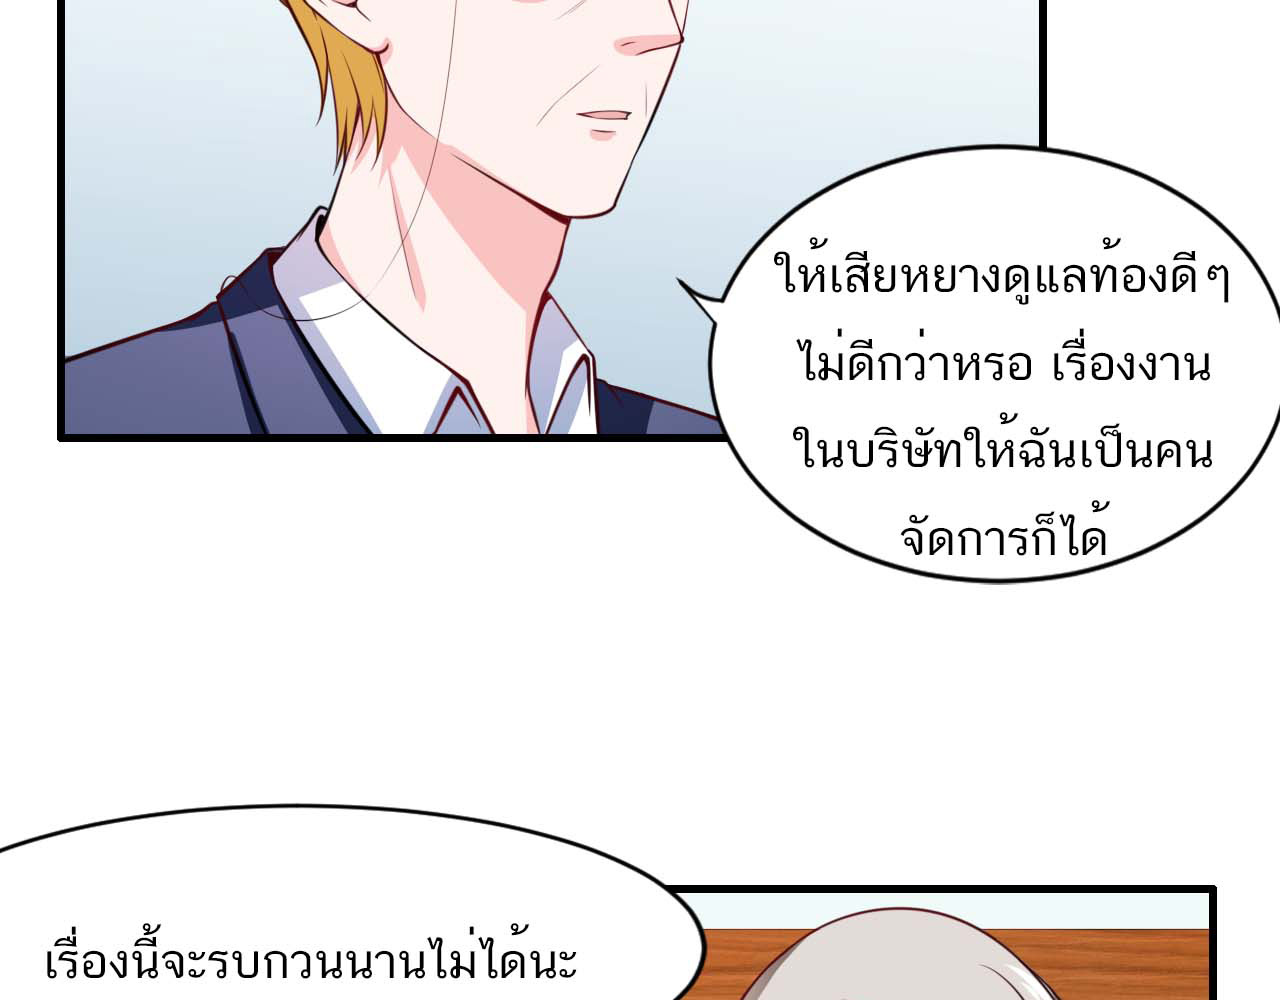 ให้เสียหยางดูแลท้องดีๆ
ไม่ดีกว่าหรอ เรื่องงาน
ในบริษัทให้ฉันเป็นคน
จัดการก็ได้
เรื่องนี้จะรบกวนนานไม่ได้นะ